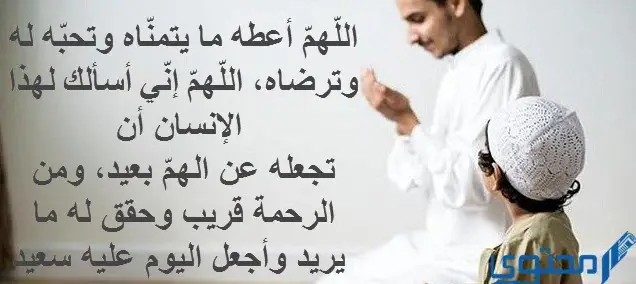 اللّهمّ أعطه ما يتمنّاه وتحبّه له
وترضاه، اللّهمّ إنّي أسألك لهذا
الإنسان أن
تجعله عن الهمّ بعيد، ومن
الرحمة قريب وحقق له ما
يريد وأجعل اليوم عليه سعيد
محتوى